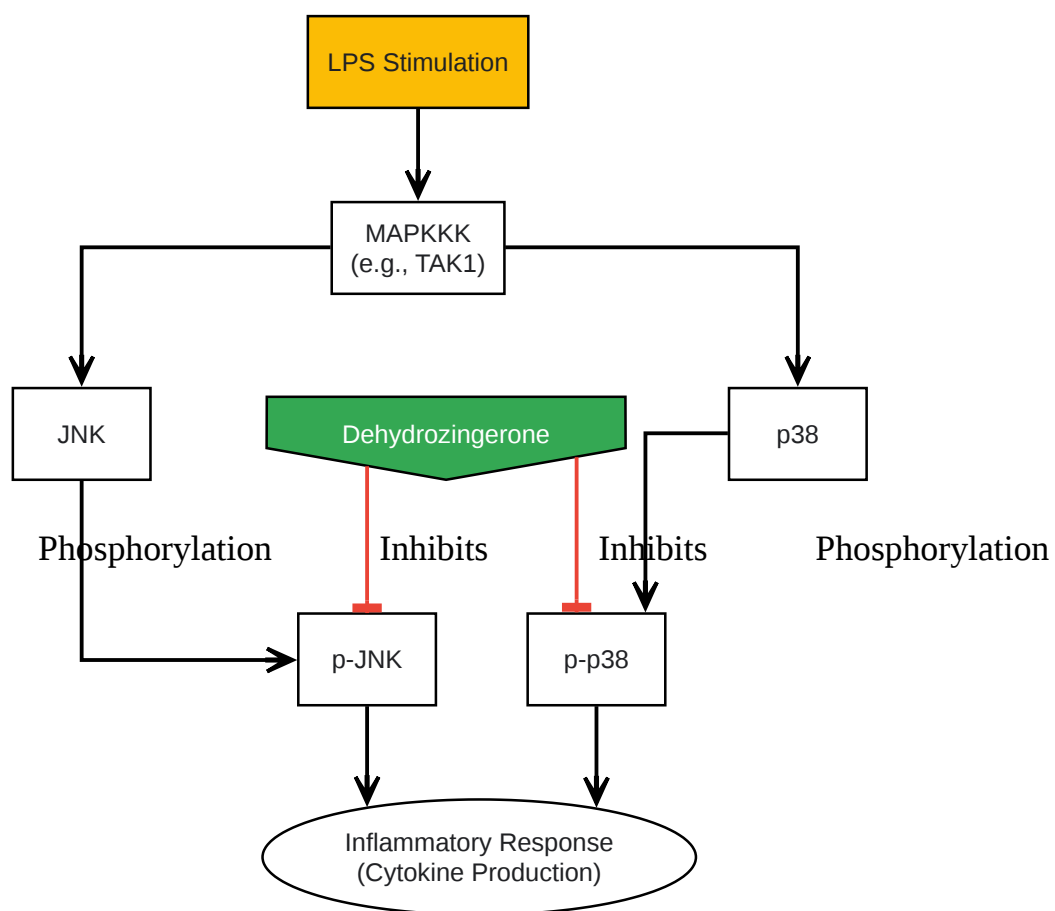 LPS Stimulation
MAPKKK
(e.g., TAK1)
JNK
Dehydrozingerone
p38
Phosphorylation
Inhibits
Inhibits
Phosphorylation
p-JNK
p-p38
Inflammatory Response
(Cytokine Production)